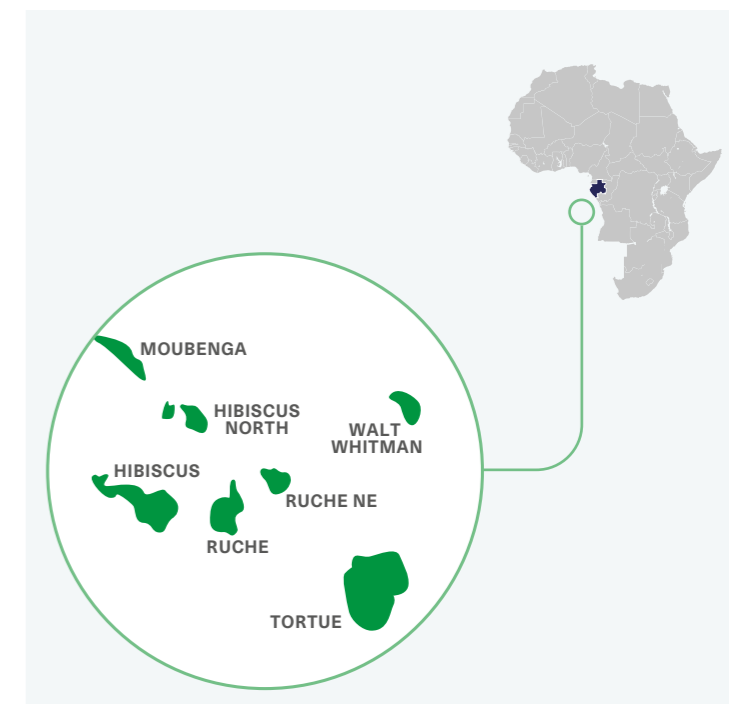 MOUBENGA
HIBISCUS
NORTH
WALT
WHITMAN
HIBISCUS
RUCHE NE
RUCHE
TORTUE